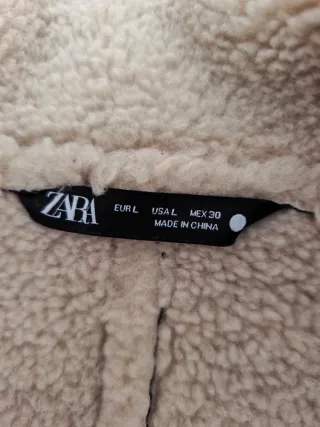 ZARA
EUR L USA L MEX 30
MADE IN CHINA